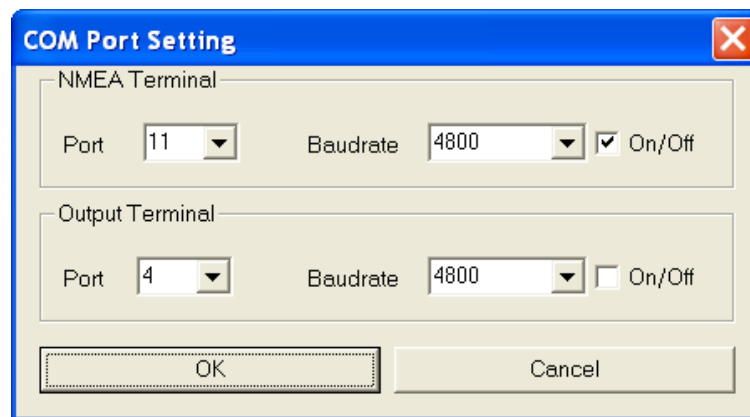 COM Port Setting
NMEA Terminal
Port 11 Baudrate 4800 On/Off
Output Terminal
Port 4 Baudrate 4800 On/Off
OK Cancel